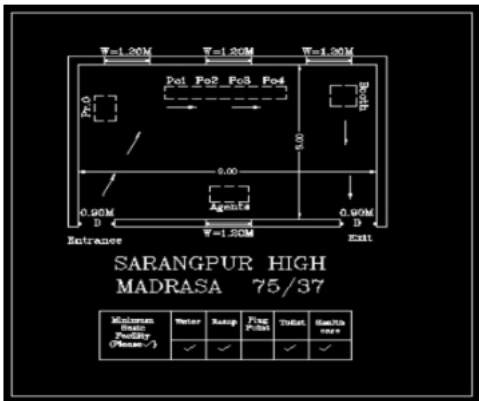 W=1.20M W=1.20M W=1.20M
Po1 Po2 Po3 Po4
Pr.O
Booth
5.00
8.00
Agents
0.90M 0.90M
D D
W=1.20M
Entrance Exit
SARANGPUR HIGH
MADRASA 75/37
Minimum Basic Facility (Please✓) Water Ramp Plug Point Toilet Health care
✓ ✓ ✓ ✓